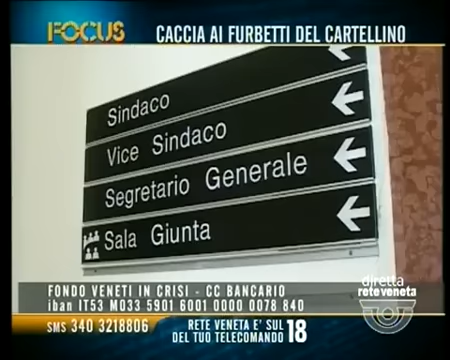 FOCUS
CACCIA AI FURBETTI DEL CARTELLINO
Sindaco
Vice Sindaco
Segretario Generale
Sala Giunta
FONDO VENETI IN CRISI - CC BANCARIO
iban IT53 M033 5901 6001 0000 0078 840
diretta
reteveneta
SMS 340 3218806
RETE VENETA E' SUL 18
DEL TUO TELECOMANDO